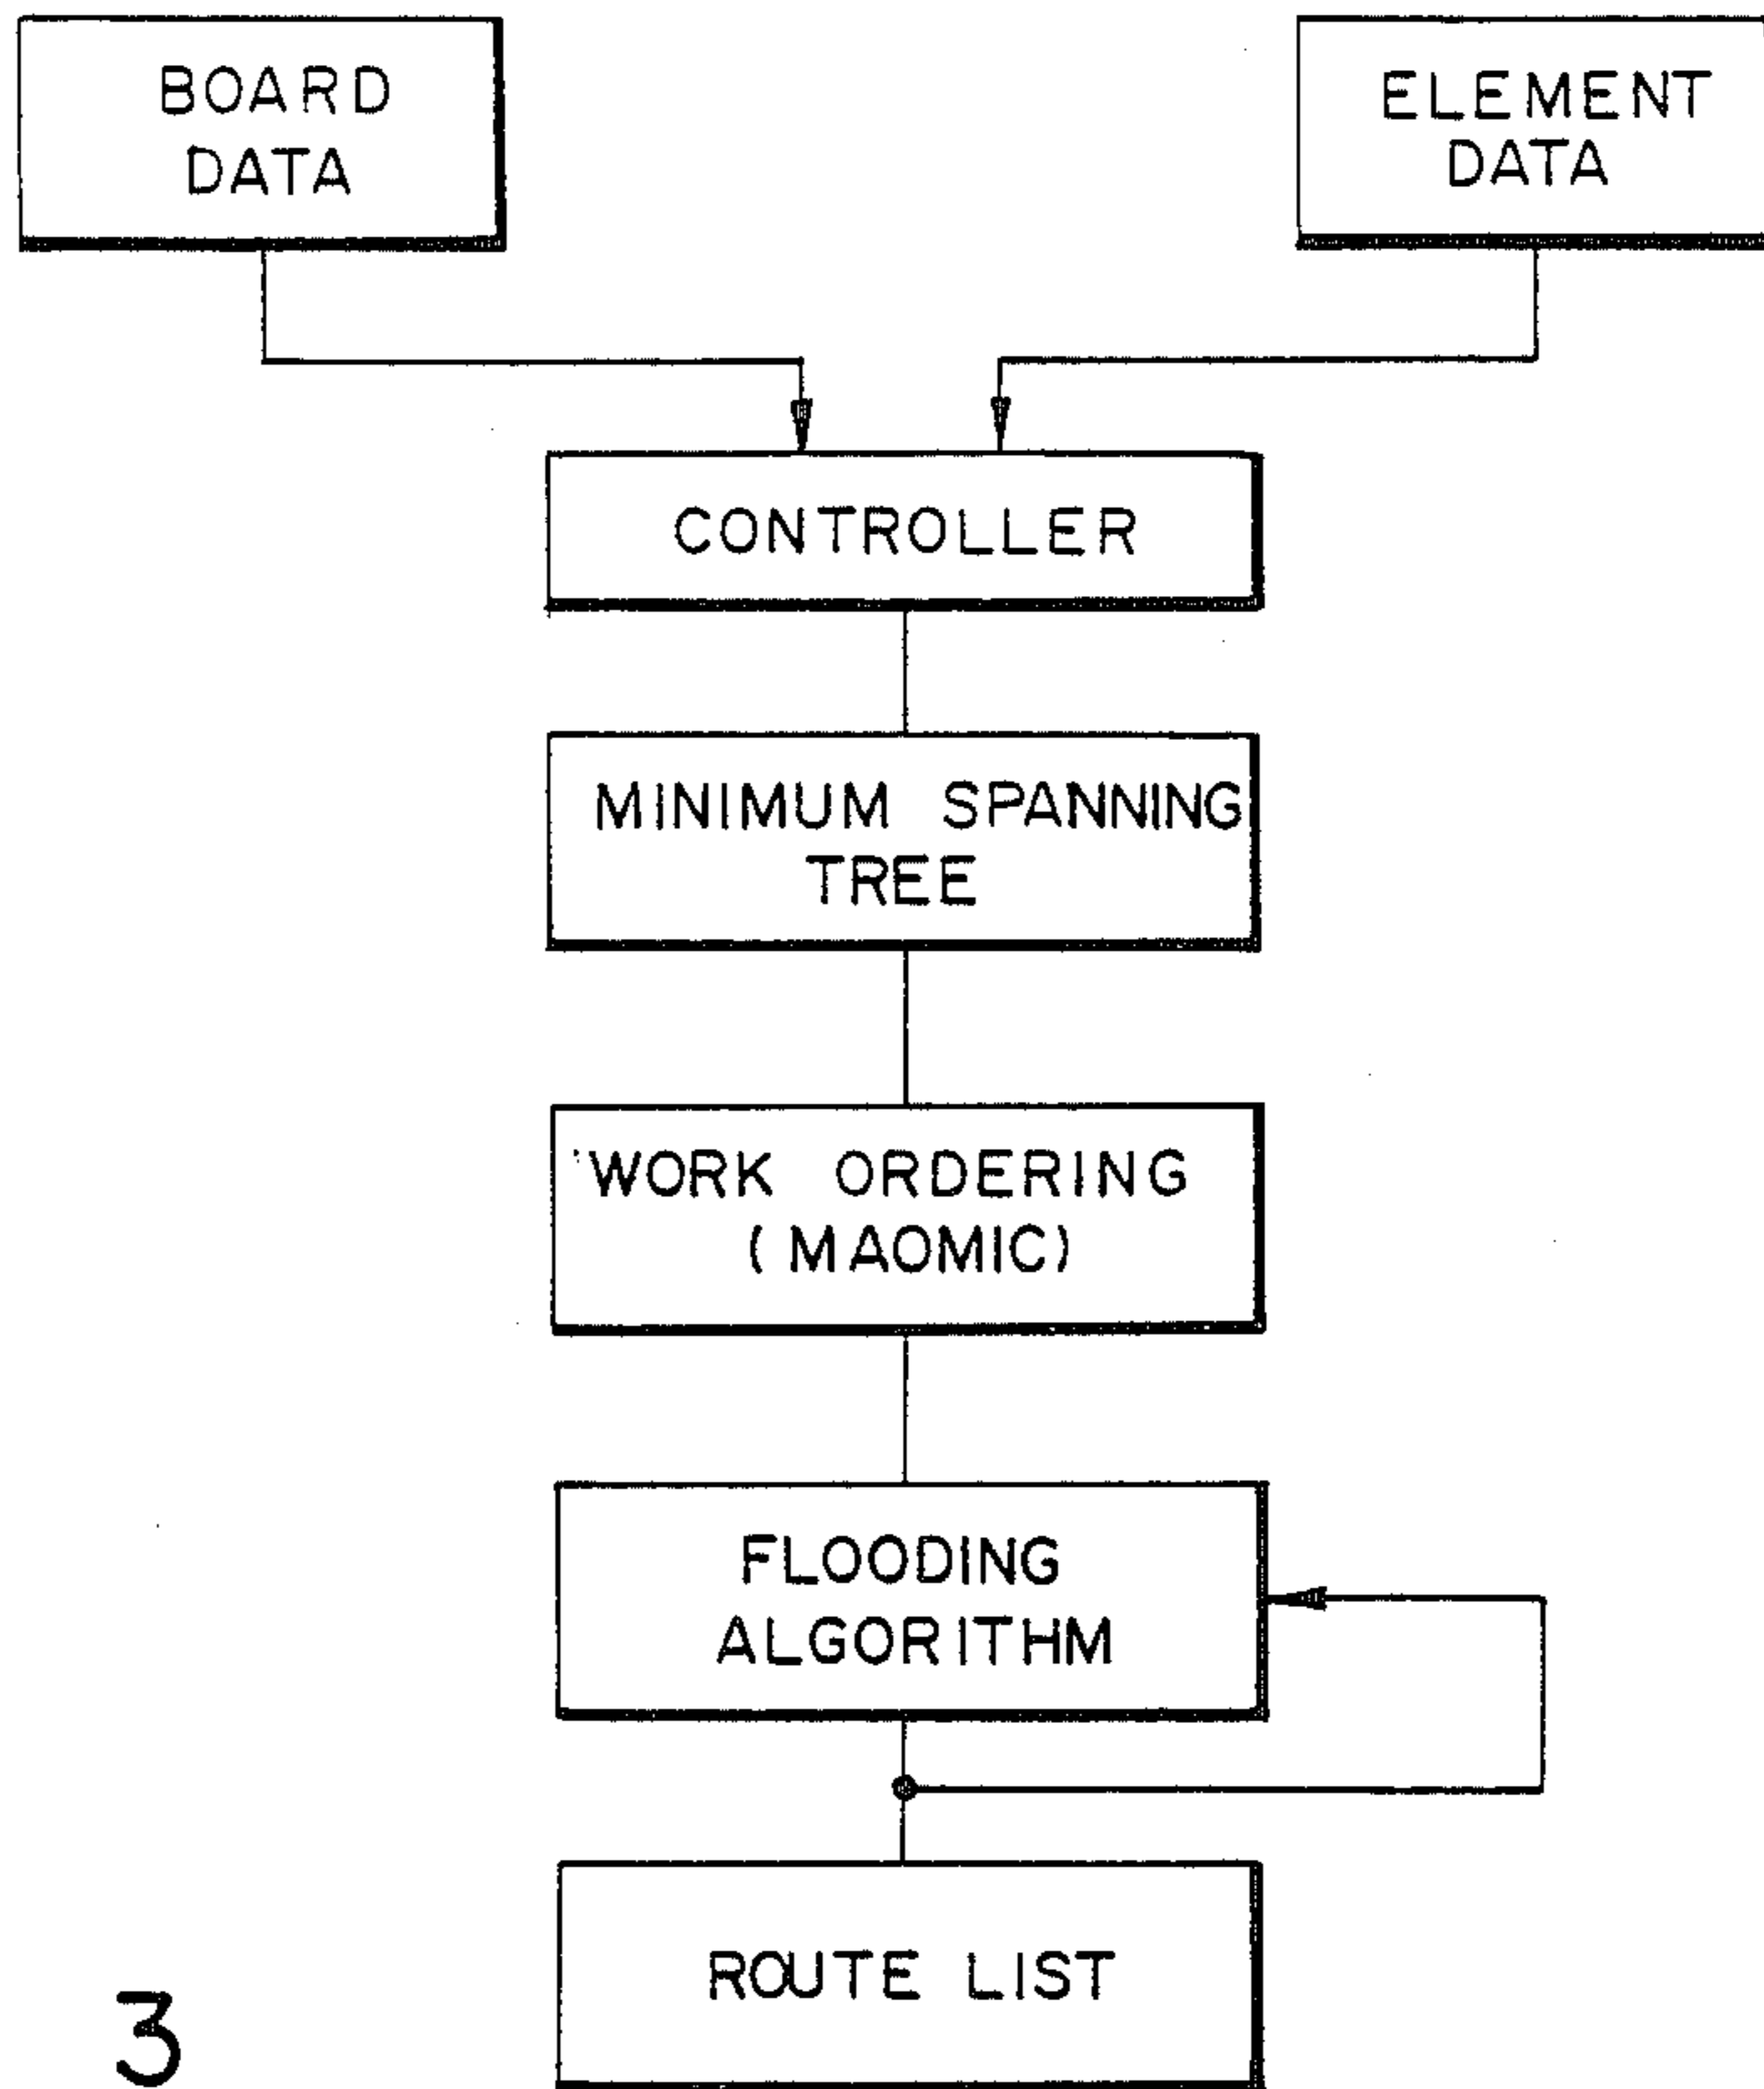 BOARD
DATA
ELEMENT
DATA
CONTROLLER
MINIMUM SPANNING
TREE
WORK ORDERING
(MAOMIC)
FLOODING
ALGORITHM
ROUTE LIST
3